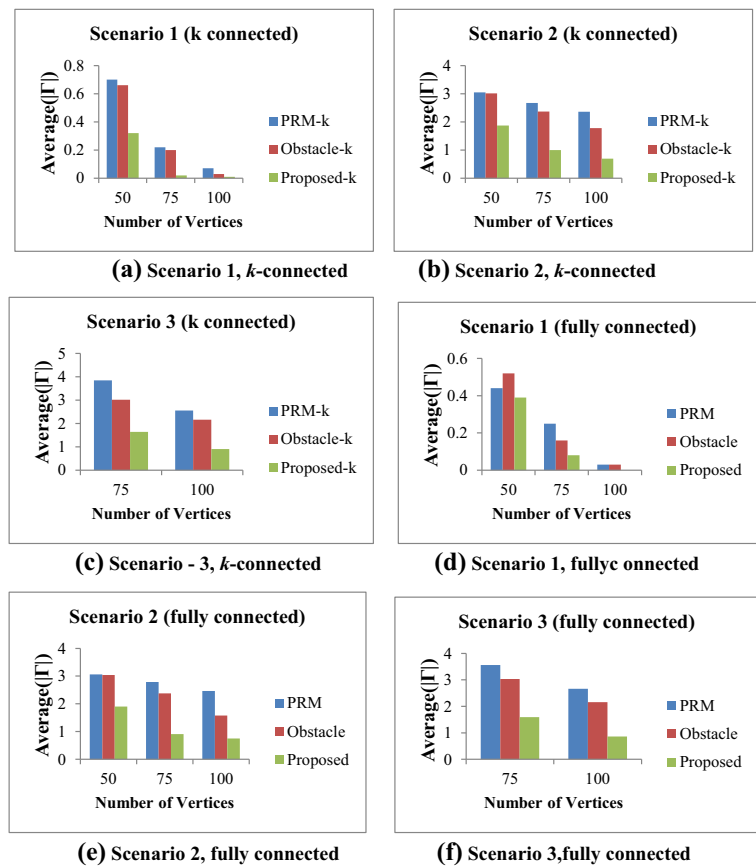 Scenario 1 (k connected)
Average(|Γ|)
0.8
0.6
0.4
0.2
0
50 75 100
Number of Vertices
PRM-k
Obstacle-k
Proposed-k
(a) Scenario 1, k-connected
Scenario 2 (k connected)
Average(|Γ|)
4
3
2
1
0
50 75 100
Number of Vertices
PRM-k
Obstacle-k
Proposed-k
(b) Scenario 2, k-connected
Scenario 3 (k connected)
Average(|Γ|)
5
4
3
2
1
0
75 100
Number of Vertices
PRM-k
Obstacle-k
Proposed-k
(c) Scenario - 3, k-connected
Scenario 1 (fully connected)
Average(|Γ|)
0.6
0.4
0.2
0
50 75 100
Number of Vertices
PRM
Obstacle
Proposed
(d) Scenario 1, fullyc onnected
Scenario 2 (fully connected)
Average(|Γ|)
4
3
2
1
0
50 75 100
Number of Vertices
PRM
Obstacle
Proposed
(e) Scenario 2, fully connected
Scenario 3 (fully connected)
Average(|Γ|)
4
3
2
1
0
75 100
Number of Vertices
PRM
Obstacle
Proposed
(f) Scenario 3,fully connected